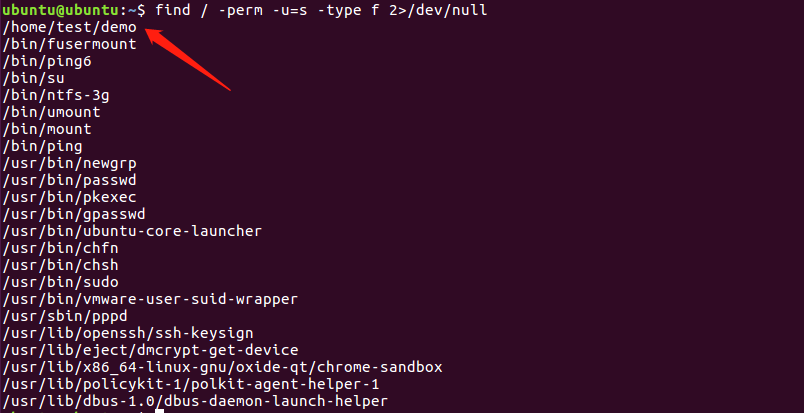 ubuntu@ubuntu:~$ find / -perm -u=s -type f 2>/dev/null
/home/test/demo
/bin/fusermount
/bin/ping6
/bin/su
/bin/ntfs-3g
/bin/umount
/bin/mount
/bin/ping
/usr/bin/newgrp
/usr/bin/passwd
/usr/bin/pkexec
/usr/bin/gpasswd
/usr/bin/ubuntu-core-launcher
/usr/bin/chfn
/usr/bin/chsh
/usr/bin/sudo
/usr/bin/vmware-user-suid-wrapper
/usr/sbin/pppd
/usr/lib/openssh/ssh-keysign
/usr/lib/eject/dmcrypt-get-device
/usr/lib/x86_64-linux-gnu/oxide-qt/chrome-sandbox
/usr/lib/policykit-1/polkit-agent-helper-1
/usr/lib/dbus-1.0/dbus-daemon-launch-helper